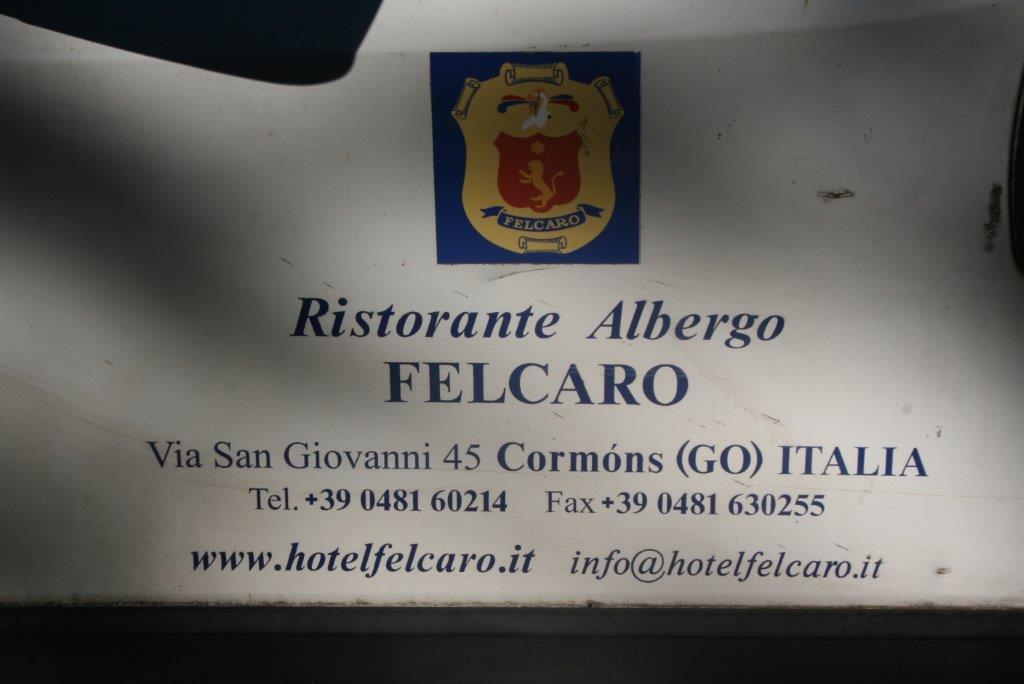 FELCARO
Ristorante Albergo
FELCARO
Via San Giovanni 45 Cormóns (GO) ITALIA
Tel. +39 0481 60214 Fax +39 0481 630255
www.hotelfelcaro.it info@hotelfelcaro.it